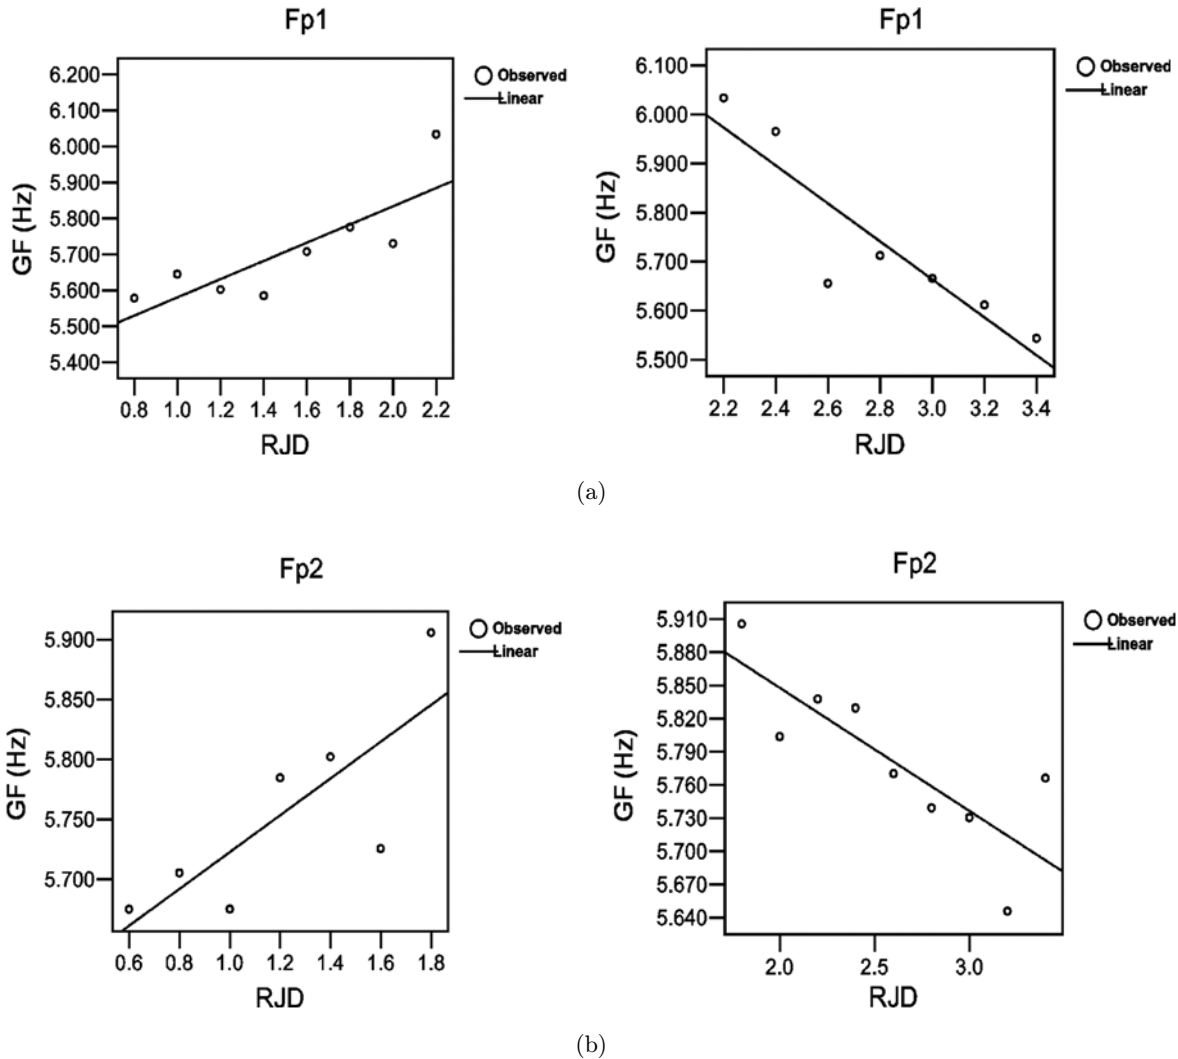 Fp1
6.200
6.100
6.000
5.900
5.800
5.700
5.600
5.500
5.400
GF (Hz)
0.8 1.0 1.2 1.4 1.6 1.8 2.0 2.2
RJD
Observed
Linear
Fp1
6.100
6.000
5.900
5.800
5.700
5.600
5.500
GF (Hz)
2.2 2.4 2.6 2.8 3.0 3.2 3.4
RJD
Observed
Linear
(a)
Fp2
5.900
5.850
5.800
5.750
5.700
GF (Hz)
0.6 0.8 1.0 1.2 1.4 1.6 1.8
RJD
Observed
Linear
Fp2
5.910
5.880
5.850
5.820
5.790
5.760
5.730
5.700
5.670
5.640
GF (Hz)
2.0 2.5 3.0
RJD
Observed
Linear
(b)